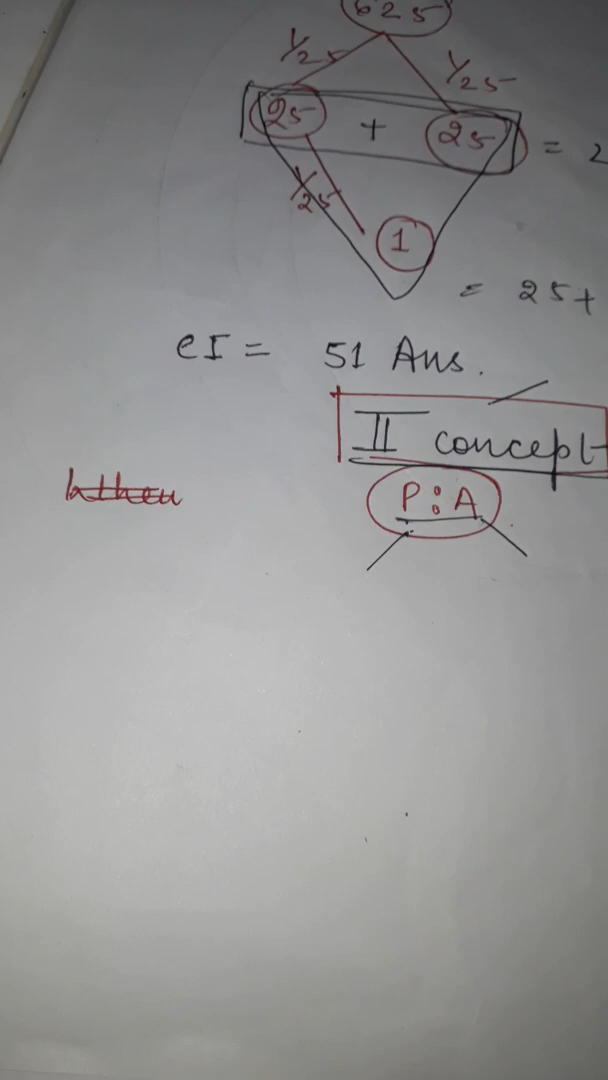 625
1/25 1/25
25 + 25 = 2
1/25
1
= 25+
CI = 51 Ans.
II concept
P:A